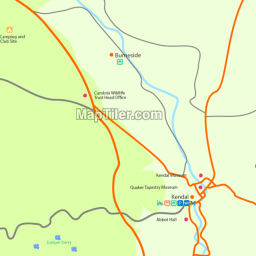 Camping and
Club Site
Burneside
Cumbria Wildlife
Trust Head Office
MapTiler.com
Kendal Museum
Quaker Tapestry Museum
Kendal
Abbot Hall